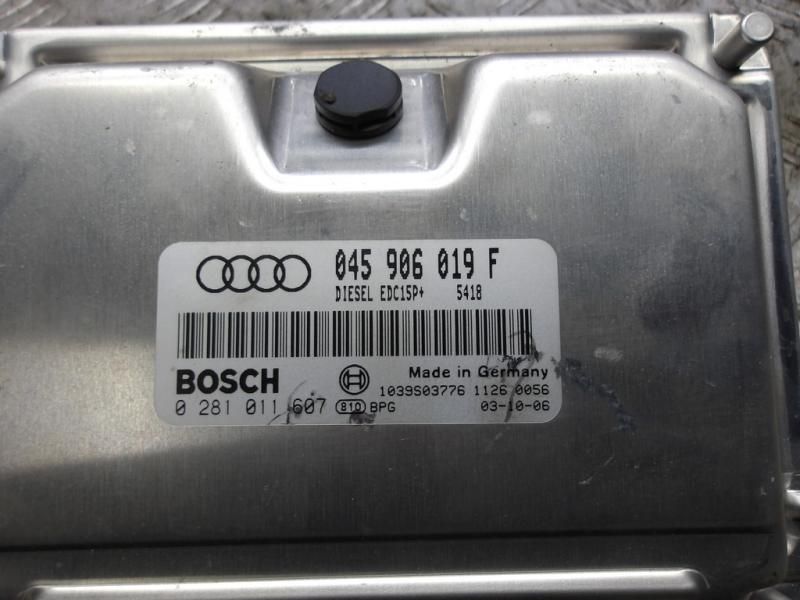 045 906 019 F
DIESEL EDC15P+ 5418
BOSCH
Made in Germany
1039S03776 1126 0056
0 281 011 607 810 BPG 03-10-06